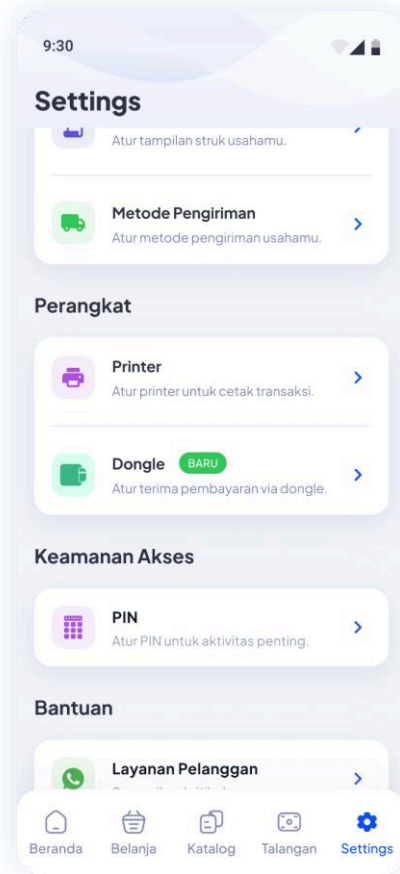 9:30
Settings
Atur tampilan struk usahamu.
Metode Pengiriman
Atur metode pengiriman usahamu.
Perangkat
Printer
Atur printer untuk cetak transaksi.
Dongle BARU
Atur terima pembayaran via dongle.
Keamanan Akses
PIN
Atur PIN untuk aktivitas penting.
Bantuan
Layanan Pelanggan
Beranda Belanja Katalog Talangan Settings